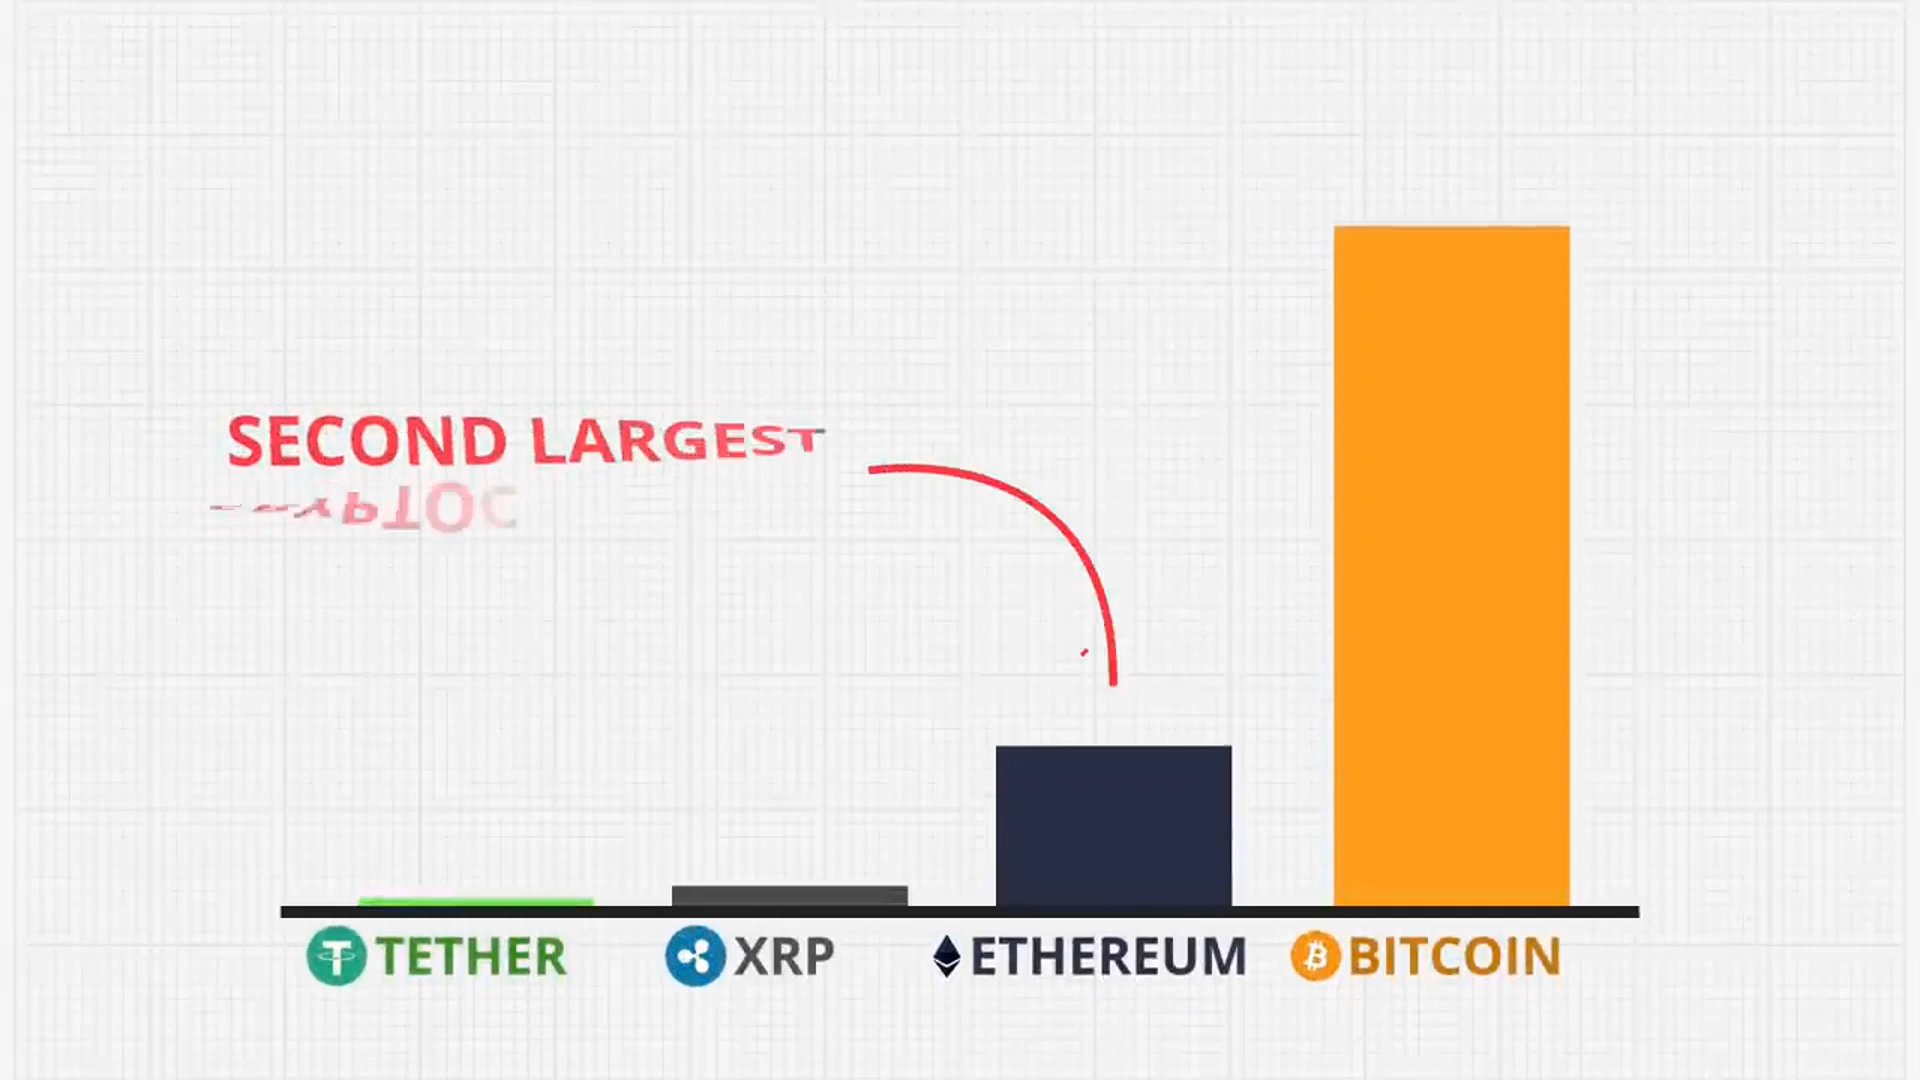 SECOND LARGEST
TETHER
XRP
ETHEREUM
BITCOIN